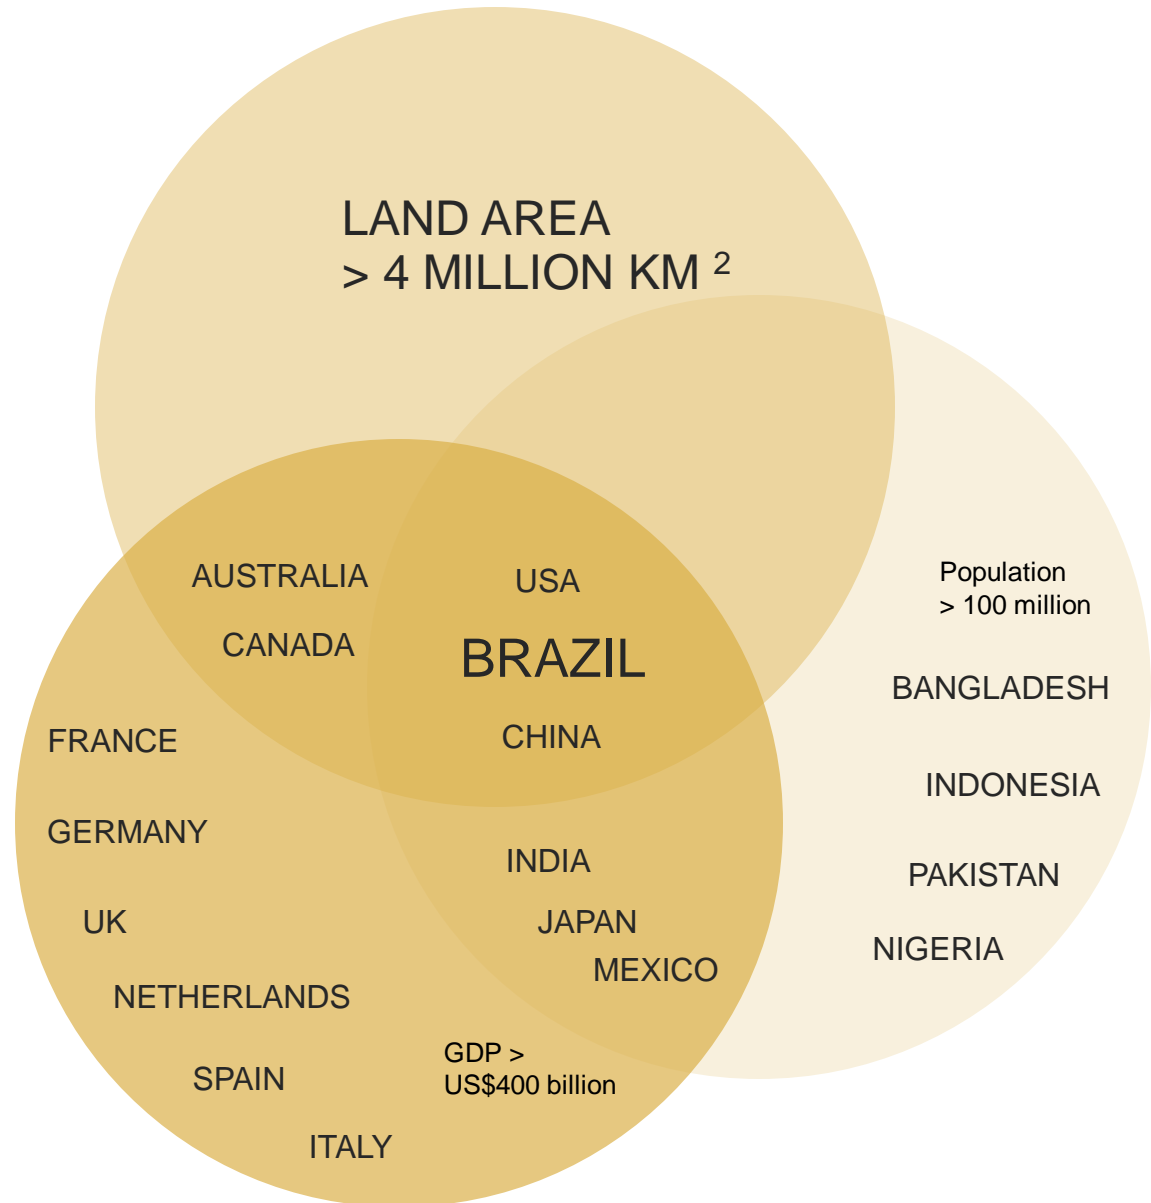 LAND AREA
> 4 MILLION KM ²
AUSTRALIA
USA
Population
> 100 million
CANADA
BRAZIL
BANGLADESH
FRANCE
CHINA
INDONESIA
GERMANY
INDIA
PAKISTAN
UK
JAPAN
NIGERIA
MEXICO
NETHERLANDS
GDP >
US$400 billion
SPAIN
ITALY